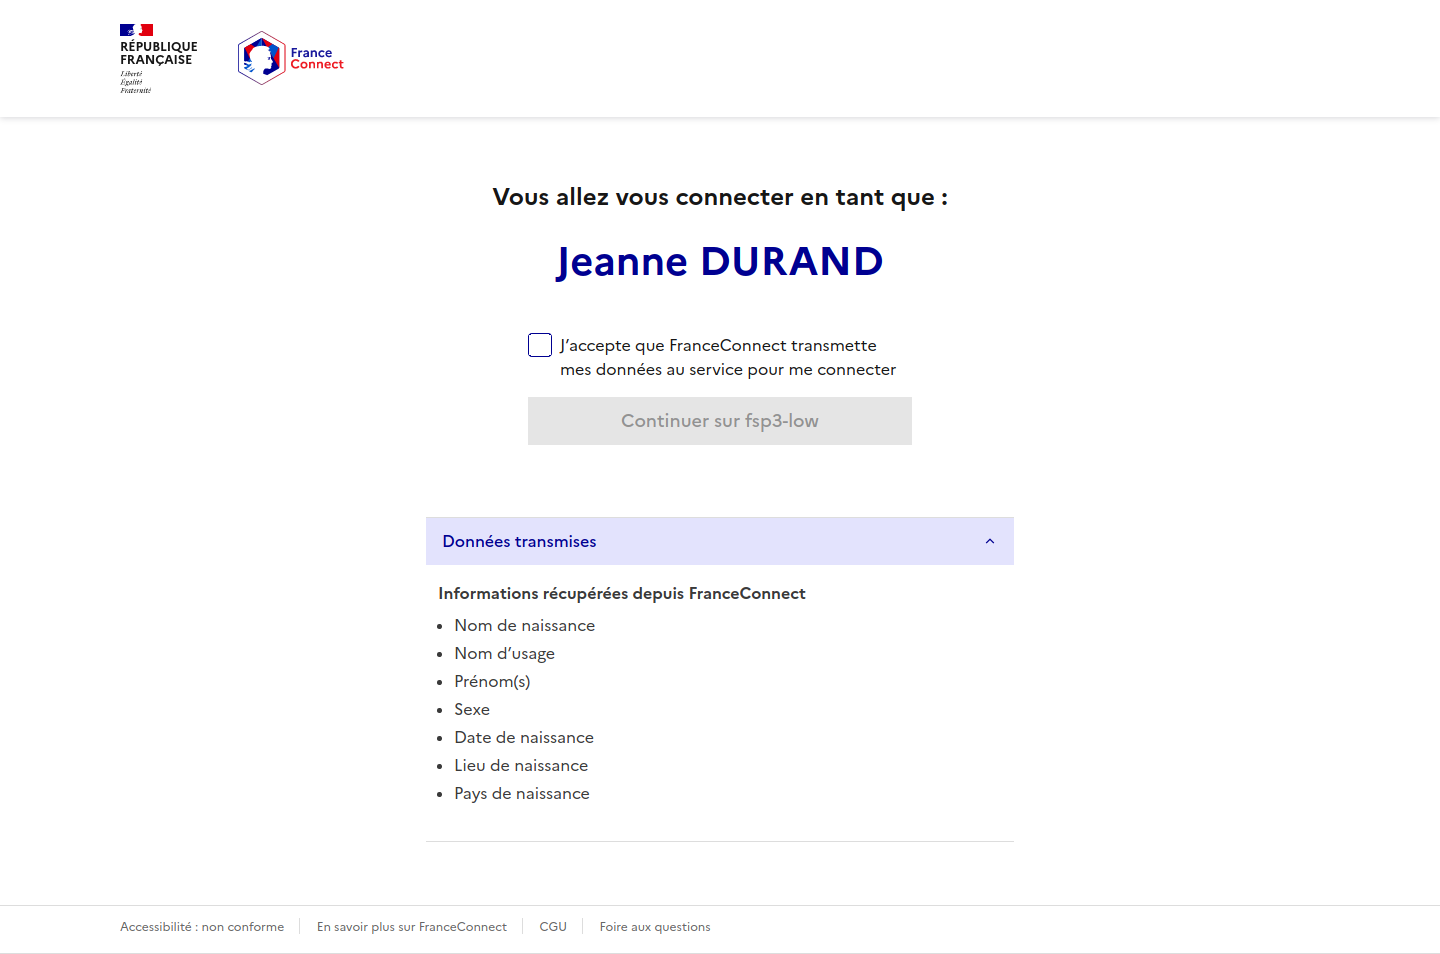 RÉPUBLIQUE
FRANÇAISE
Liberté
Égalité
Fraternité
France
Connect
Vous allez vous connecter en tant que :
Jeanne DURAND
J’accepte que FranceConnect transmette
mes données au service pour me connecter
Continuer sur fsp3-low
Données transmises
Informations récupérées depuis FranceConnect
Nom de naissance
Nom d’usage
Prénom(s)
Sexe
Date de naissance
Lieu de naissance
Pays de naissance
Accessibilité : non conforme
En savoir plus sur FranceConnect
CGU
Foire aux questions